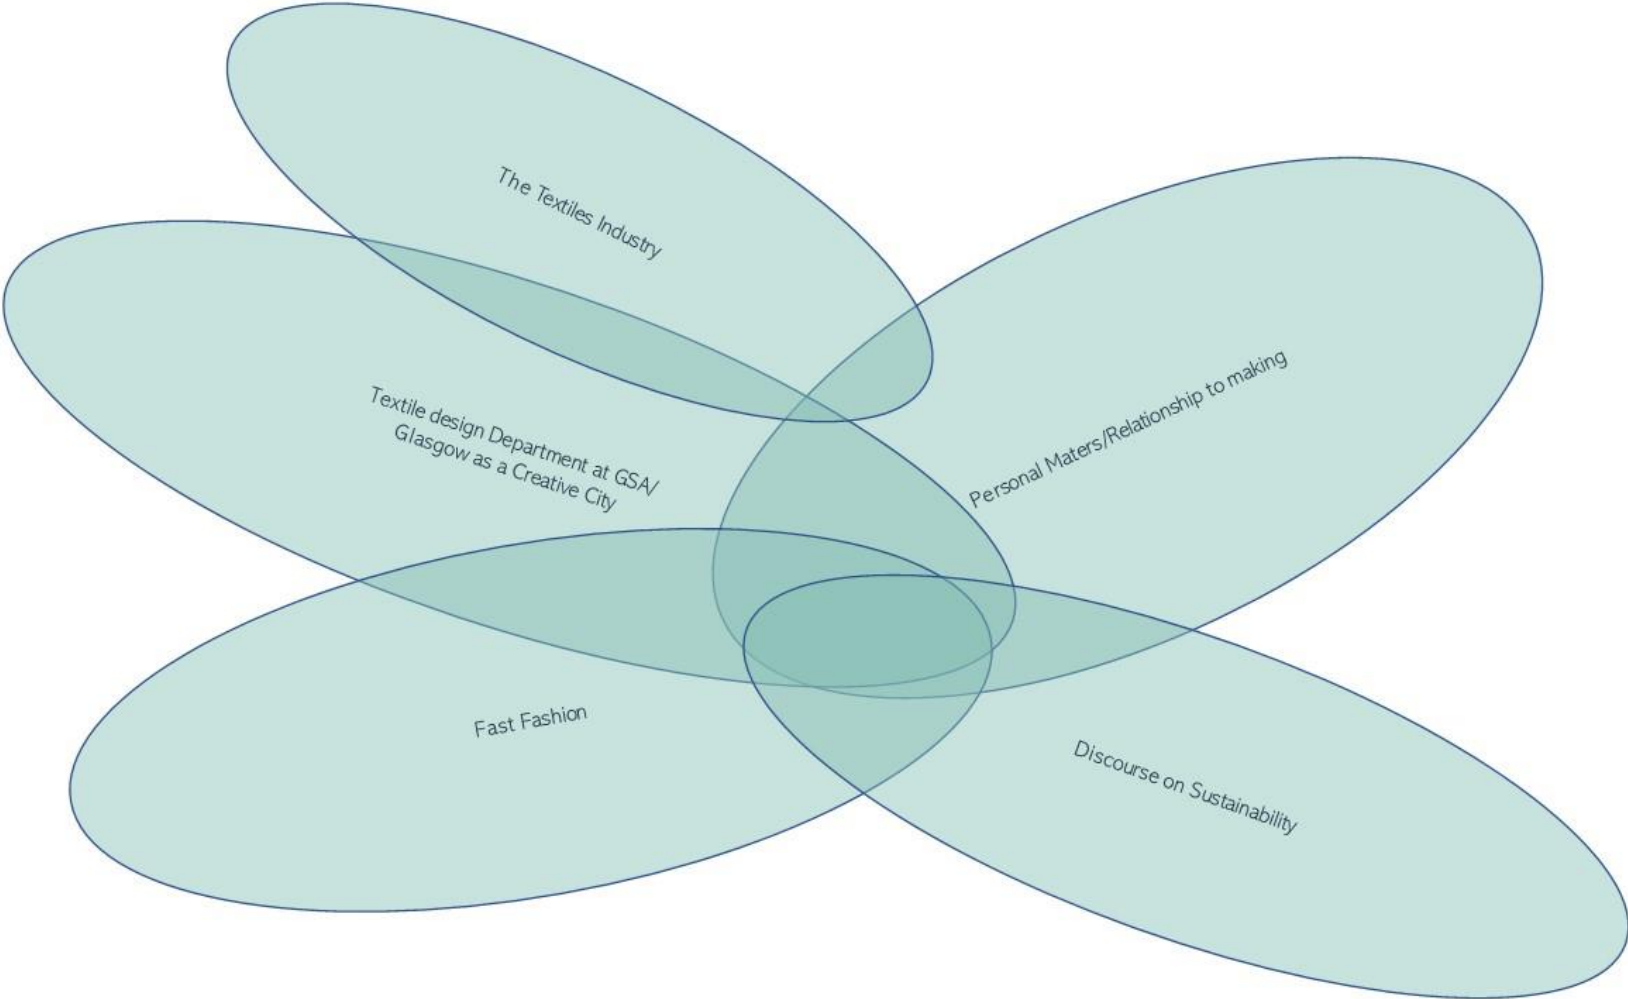 The Textiles Industry
Personal Maters/Relationship to making
Textile design Department at GSA/
Glasgow as a Creative City
Fast Fashion
Discourse on Sustainability